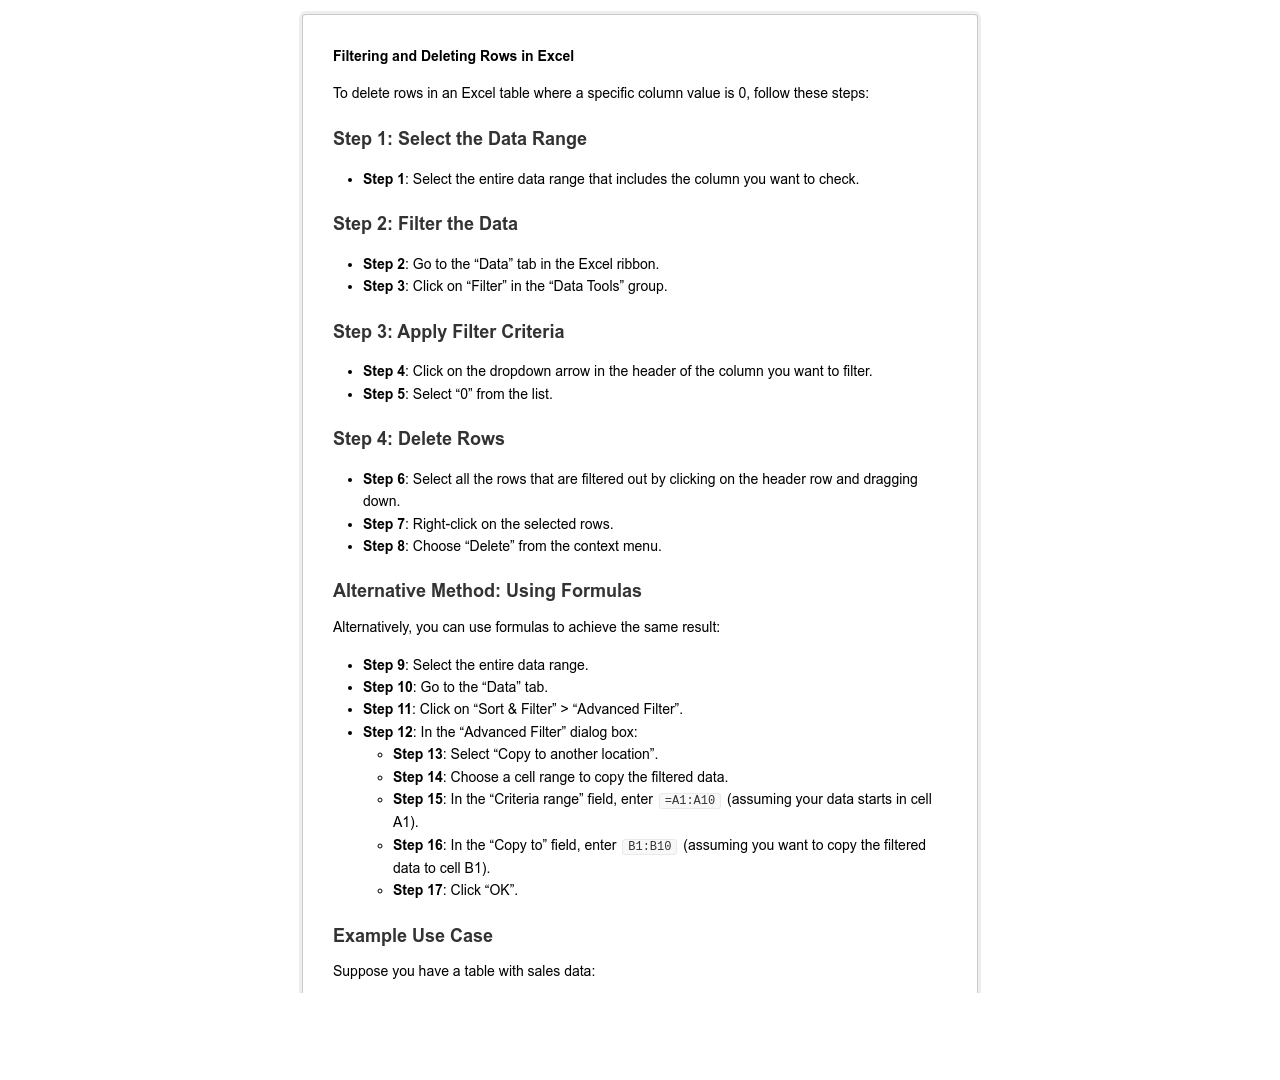 Filtering and Deleting Rows in Excel
To delete rows in an Excel table where a specific column value is 0, follow these steps:
Step 1: Select the Data Range
• Step 1: Select the entire data range that includes the column you want to check.
Step 2: Filter the Data
• Step 2: Go to the “Data” tab in the Excel ribbon.
• Step 3: Click on “Filter” in the “Data Tools” group.
Step 3: Apply Filter Criteria
• Step 4: Click on the dropdown arrow in the header of the column you want to filter.
• Step 5: Select “0” from the list.
Step 4: Delete Rows
• Step 6: Select all the rows that are filtered out by clicking on the header row and dragging
down.
• Step 7: Right-click on the selected rows.
• Step 8: Choose “Delete” from the context menu.
Alternative Method: Using Formulas
Alternatively, you can use formulas to achieve the same result:
• Step 9: Select the entire data range.
• Step 10: Go to the “Data” tab.
• Step 11: Click on “Sort & Filter” > “Advanced Filter”.
• Step 12: In the “Advanced Filter” dialog box:
◦ Step 13: Select “Copy to another location”.
◦ Step 14: Choose a cell range to copy the filtered data.
◦ Step 15: In the “Criteria range” field, enter =A1:A10 (assuming your data starts in cell
A1).
◦ Step 16: In the “Copy to” field, enter B1:B10 (assuming you want to copy the filtered
data to cell B1).
◦ Step 17: Click “OK”.
Example Use Case
Suppose you have a table with sales data: